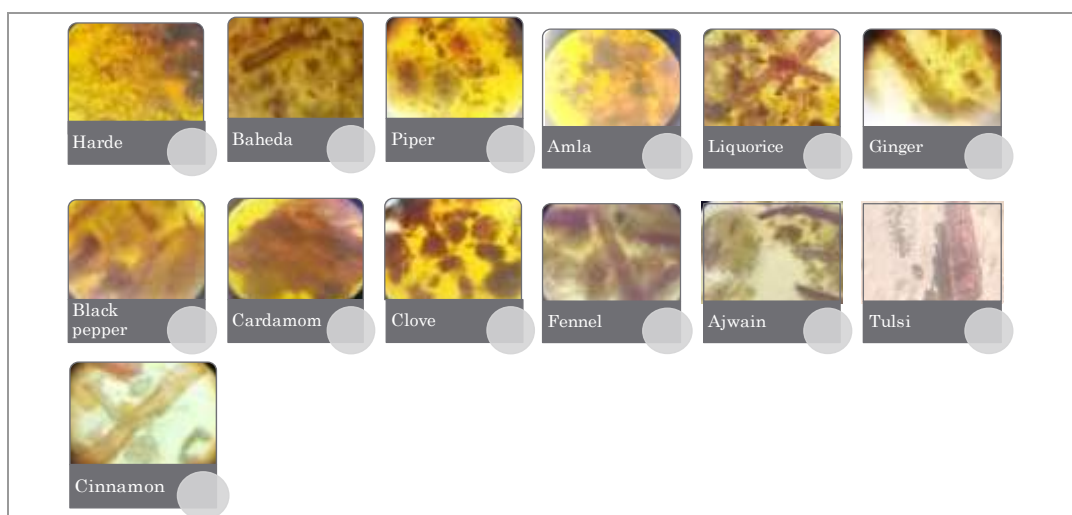 Harde
Baheda
Piper
Amla
Liquorice
Ginger
Black
pepper
Cardamom
Clove
Fennel
Ajwain
Tulsi
Cinnamon